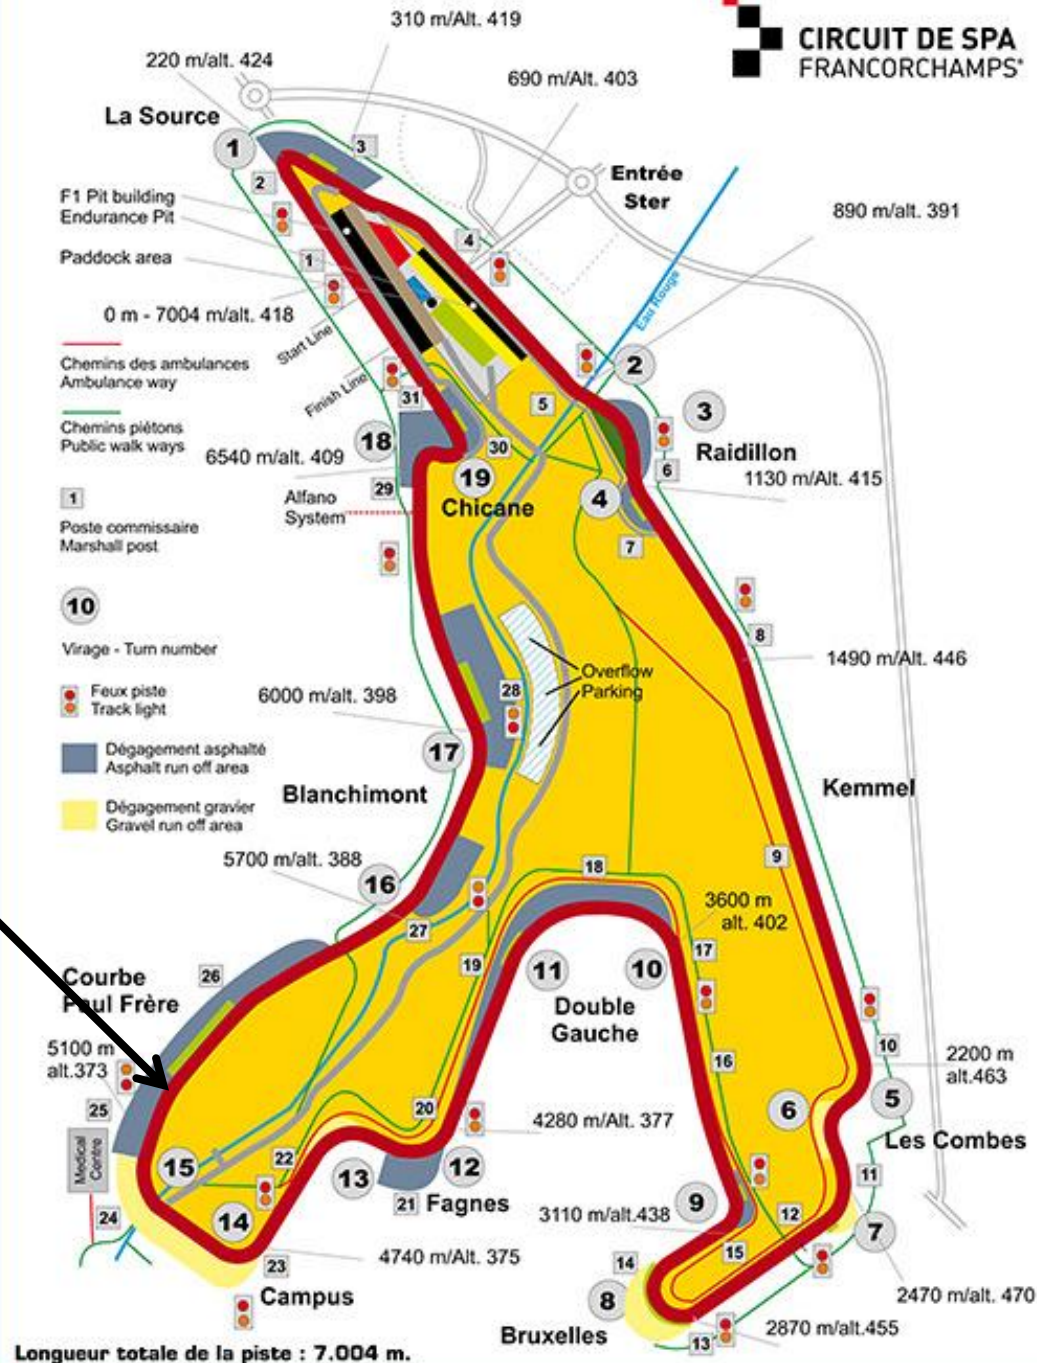 310 m/Alt. 419
CIRCUIT DE SPA
FRANCORCHAMPS®
220 m/alt. 424
690 m/Alt. 403
La Source
1
3
2
Entrée
Ster
F1 Pit building
Endurance Pit
890 m/alt. 391
4
Paddock area
1
0 m - 7004 m/alt. 418
Eau Rouge
Start Line
Chemins des ambulances
Ambulance way
2
Finish Line
31
5
3
Chemins piétons
Public walk ways
18
30
Raidillon
6540 m/alt. 409
6
19
1130 m/Alt. 415
29
1
Alfano
System
Chicane
4
Poste commissaire
Marshall post
7
10
8
Virage - Turn number
1490 m/Alt. 446
Overflow
Parking
Feux piste
Track light
6000 m/alt. 398
28
17
Dégagement asphalté
Asphalt run off area
Blanchimont
Kemmel
Dégagement gravier
Gravel run off area
5700 m/alt. 388
18
9
16
3600 m
alt. 402
27
17
19
11
10
26
Courbe
Paul Frère
Double
Gauche
5100 m
alt.373
10
2200 m
alt.463
16
5
25
20
6
4280 m/Alt. 377
Les Combes
Medical
Centre
22
15
13
12
11
21
Fagnes
9
24
14
3110 m/alt.438
12
7
15
4740 m/Alt. 375
23
14
Campus
8
2470 m/alt. 470
2870 m/alt.455
Bruxelles
13
Longueur totale de la piste : 7.004 m.